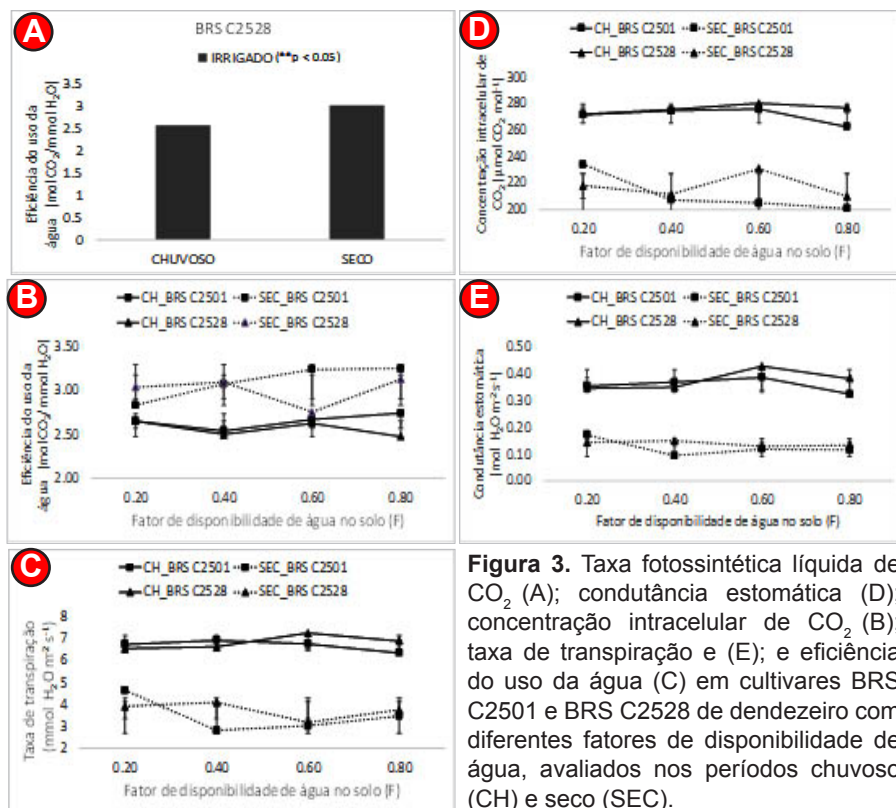 A
BRS C2528
■ IRRIGADO (**p < 0.05)
Eficiência do uso da
água [mol CO₂/mmol H₂O]
3.5
3
2.5
2
1.5
1
0.5
0
CHUVOSO SECO
D
CH_BRS C2501 SEC_BRS C2501
CH_BRS C2528 SEC_BRS C2528
Concentração intracelular de
CO₂ [µmol CO₂ mol⁻¹]
300
280
260
240
220
200
0.20 0.40 0.60 0.80
Fator de disponibilidade de água no solo (F)
B
CH_BRS C2501 SEC_BRS C2501
CH_BRS C2528 SEC_BRS C2528
Eficiência do uso da
água [mol CO₂/ mmol H₂O]
3.50
3.00
2.50
2.00
0.20 0.40 0.60 0.80
Fator de disponibilidade de água no solo (F)
E
CH_BRS C2501 SEC_BRS C2501
CH_BRS C2528 SEC_BRS C2528
Condutância estomática
[mol H₂O m⁻² s⁻¹]
0.50
0.40
0.30
0.20
0.10
0.00
0.20 0.40 0.60 0.80
Fator de disponibilidade de água no solo (F)
C
CH_BRS C2501 SEC_BRS C2501
CH_BRS C2528 SEC_BRS C2528
Taxa de transpiração
(mmol H₂O m⁻² s⁻¹)
8
7
6
5
4
3
2
0.20 0.40 0.60 0.80
Fator de disponibilidade de água no solo (F)
Figura 3. Taxa fotossintética líquida de
CO₂ (A); condutância estomática (D);
concentração intracelular de CO₂ (B);
taxa de transpiração e (E); e eficiência
do uso da água (C) em cultivares BRS
C2501 e BRS C2528 de dendezeiro com
diferentes fatores de disponibilidade de
água, avaliados nos períodos chuvoso
(CH) e seco (SEC).